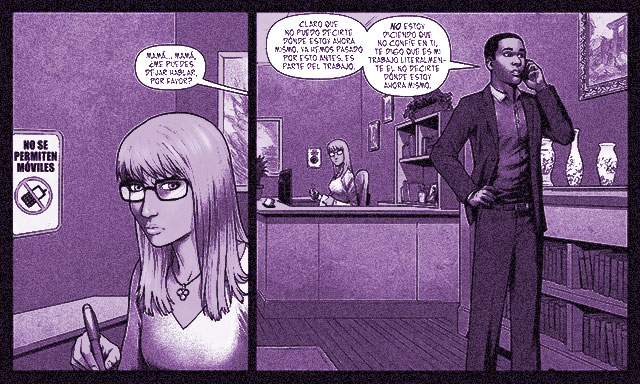 MAMÁ... MAMÁ,
¿ME PUEDES
DEJAR HABLAR,
POR FAVOR?
NO SE
PERMITEN
MÓVILES
CLARO QUE
NO PUEDO DECIRTE
DÓNDE ESTOY AHORA
MISMO. YA HEMOS PASADO
POR ESTO ANTES. ES
PARTE DEL TRABAJO.
NO ESTOY
DICIENDO QUE
NO CONFÍE EN TI,
TE DIGO QUE ES MI
TRABAJO LITERALMEN-
TE EL NO DECIRTE
DÓNDE ESTOY
AHORA MISMO.